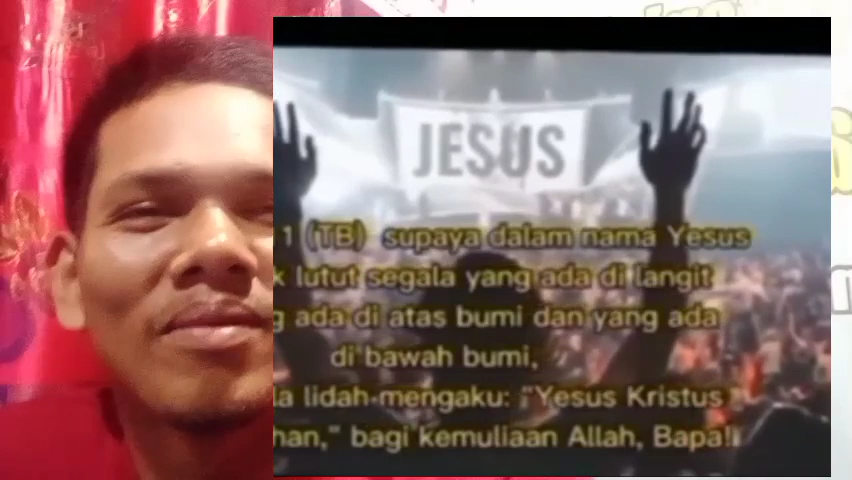 JESUS
1 (TB) supaya dalam nama Yesus
lutut segala yang ada di langit
ada di atas bumi dan yang ada
di bawah bumi,
lidah mengaku: "Yesus Kristus
bagi kemuliaan Allah, Bapa!